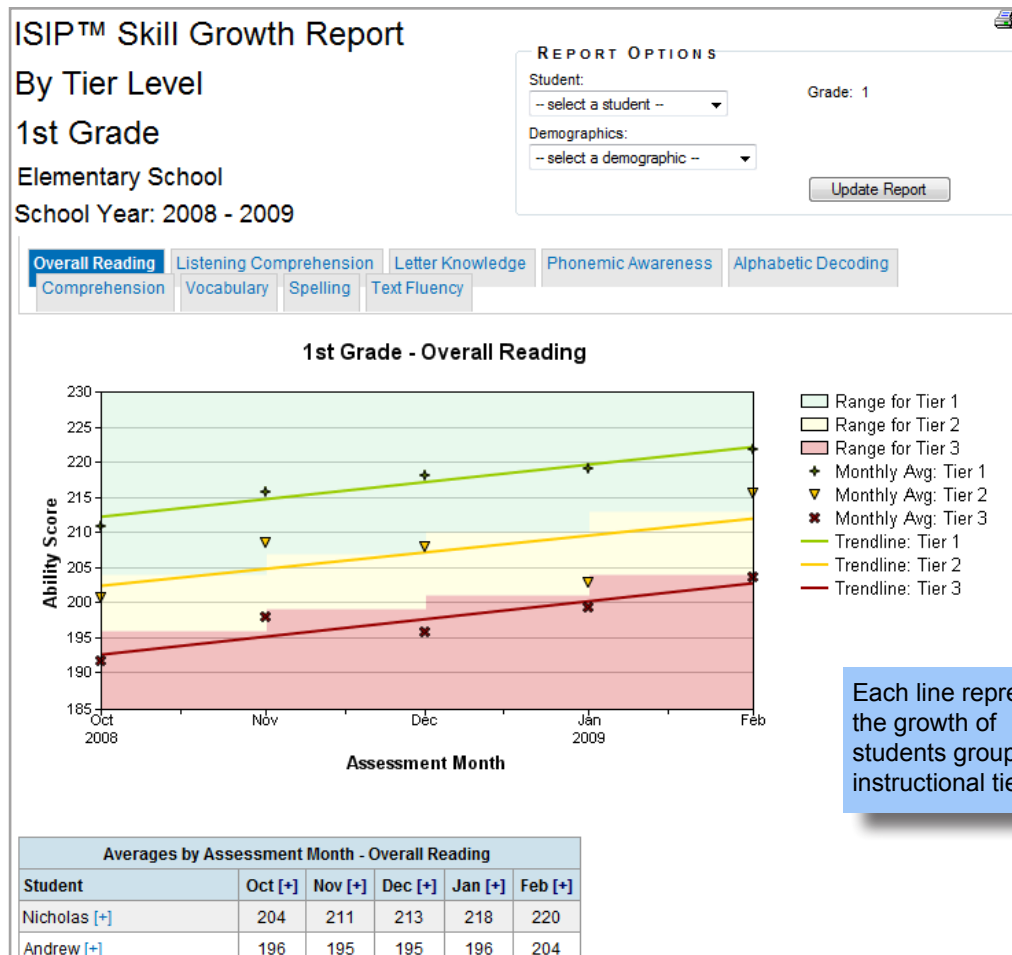 ISIP™ Skill Growth Report
By Tier Level
1st Grade
Elementary School
School Year: 2008 - 2009
REPORT OPTIONS
Student:
-- select a student --
Grade: 1
Demographics:
-- select a demographic --
Update Report
Overall Reading Listening Comprehension Letter Knowledge Phonemic Awareness Alphabetic Decoding
Comprehension Vocabulary Spelling Text Fluency
1st Grade - Overall Reading
Ability Score
230
225
220
215
210
205
200
195
190
185
Oct Nov Dec Jan Feb
2008 2009
Assessment Month
Range for Tier 1
Range for Tier 2
Range for Tier 3
Monthly Avg: Tier 1
Monthly Avg: Tier 2
Monthly Avg: Tier 3
Trendline: Tier 1
Trendline: Tier 2
Trendline: Tier 3
Each line
the growth of
students
instructional
Averages by Assessment Month - Overall Reading
Student Oct [+] Nov [+] Dec [+] Jan [+] Feb [+]
Nicholas [+] 204 211 213 218 220
Andrew [+] 196 195 195 196 204